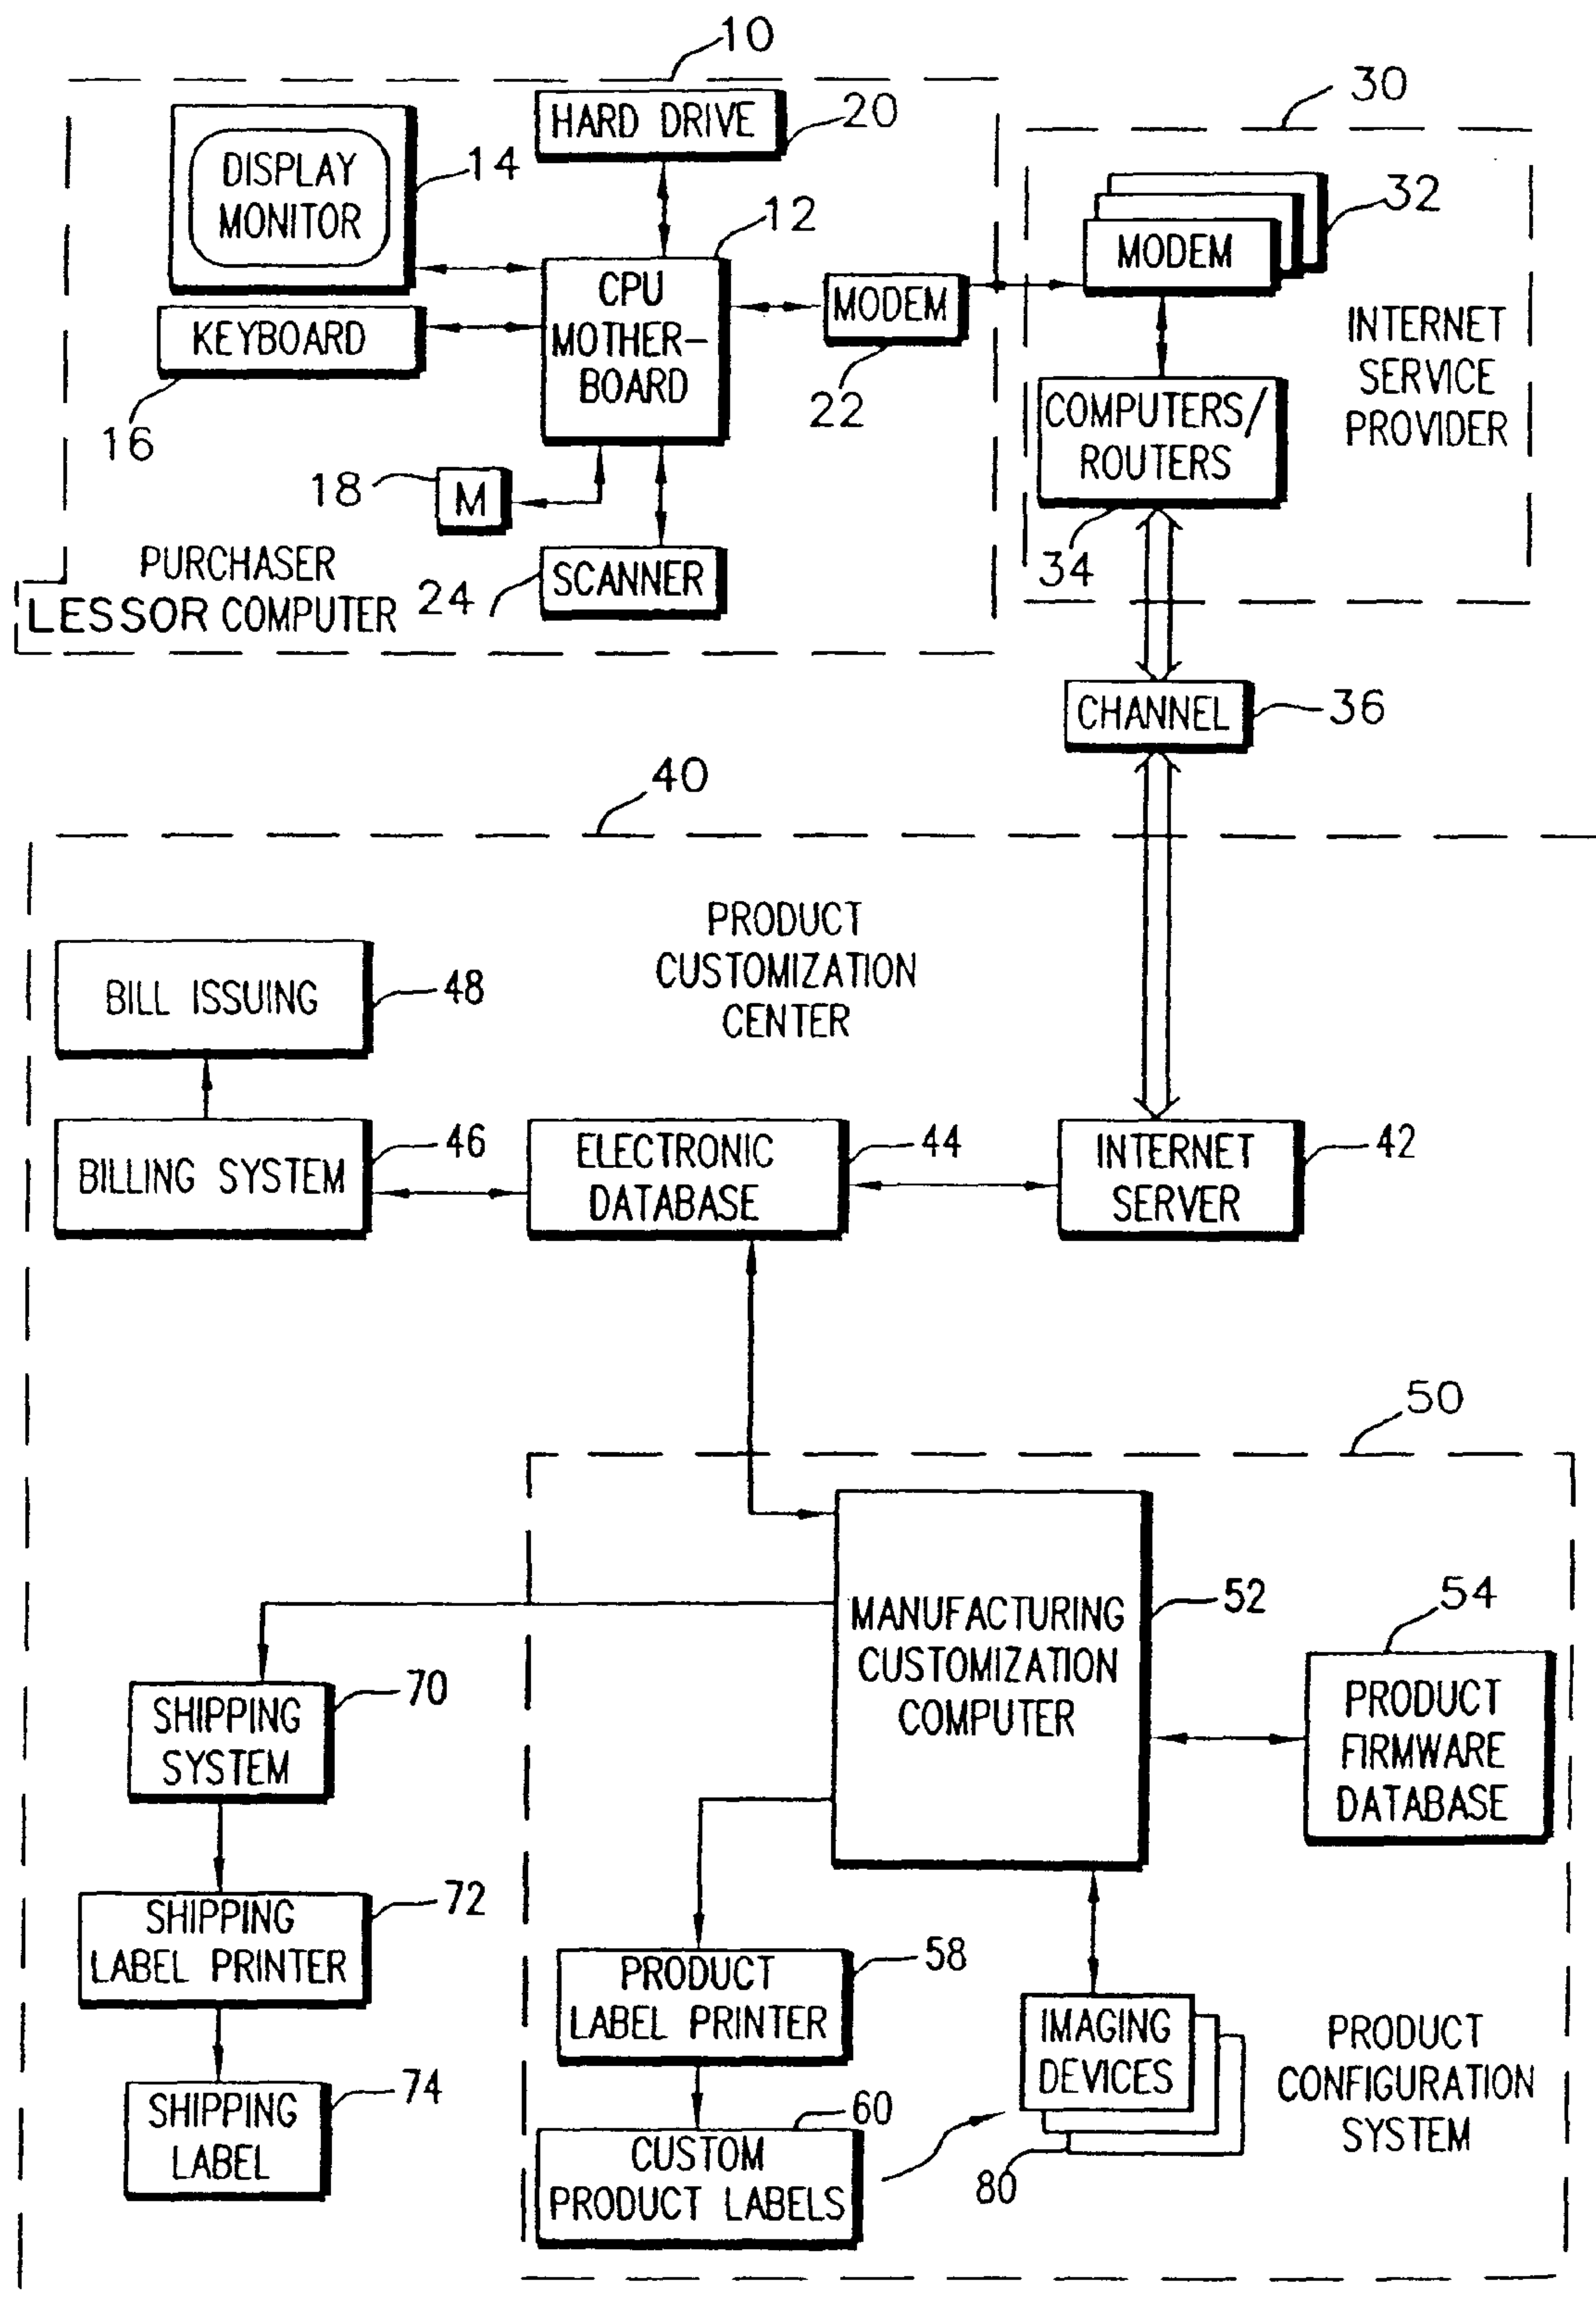 10
HARD DRIVE
20
30
DISPLAY
MONITOR
14
12
32
MODEM
CPU
MOTHER-
BOARD
MODEM
22
KEYBOARD
16
INTERNET
SERVICE
PROVIDER
COMPUTERS/
ROUTERS
34
18
M
PURCHASER
LESSOR COMPUTER
24
SCANNER
CHANNEL
36
40
PRODUCT
CUSTOMIZATION
CENTER
BILL ISSUING
48
BILLING SYSTEM
46
ELECTRONIC
DATABASE
44
INTERNET
SERVER
42
50
MANUFACTURING
CUSTOMIZATION
COMPUTER
52
54
PRODUCT
FIRMWARE
DATABASE
SHIPPING
SYSTEM
70
SHIPPING
LABEL PRINTER
72
PRODUCT
LABEL PRINTER
58
IMAGING
DEVICES
80
PRODUCT
CONFIGURATION
SYSTEM
SHIPPING
LABEL
74
60
CUSTOM
PRODUCT LABELS